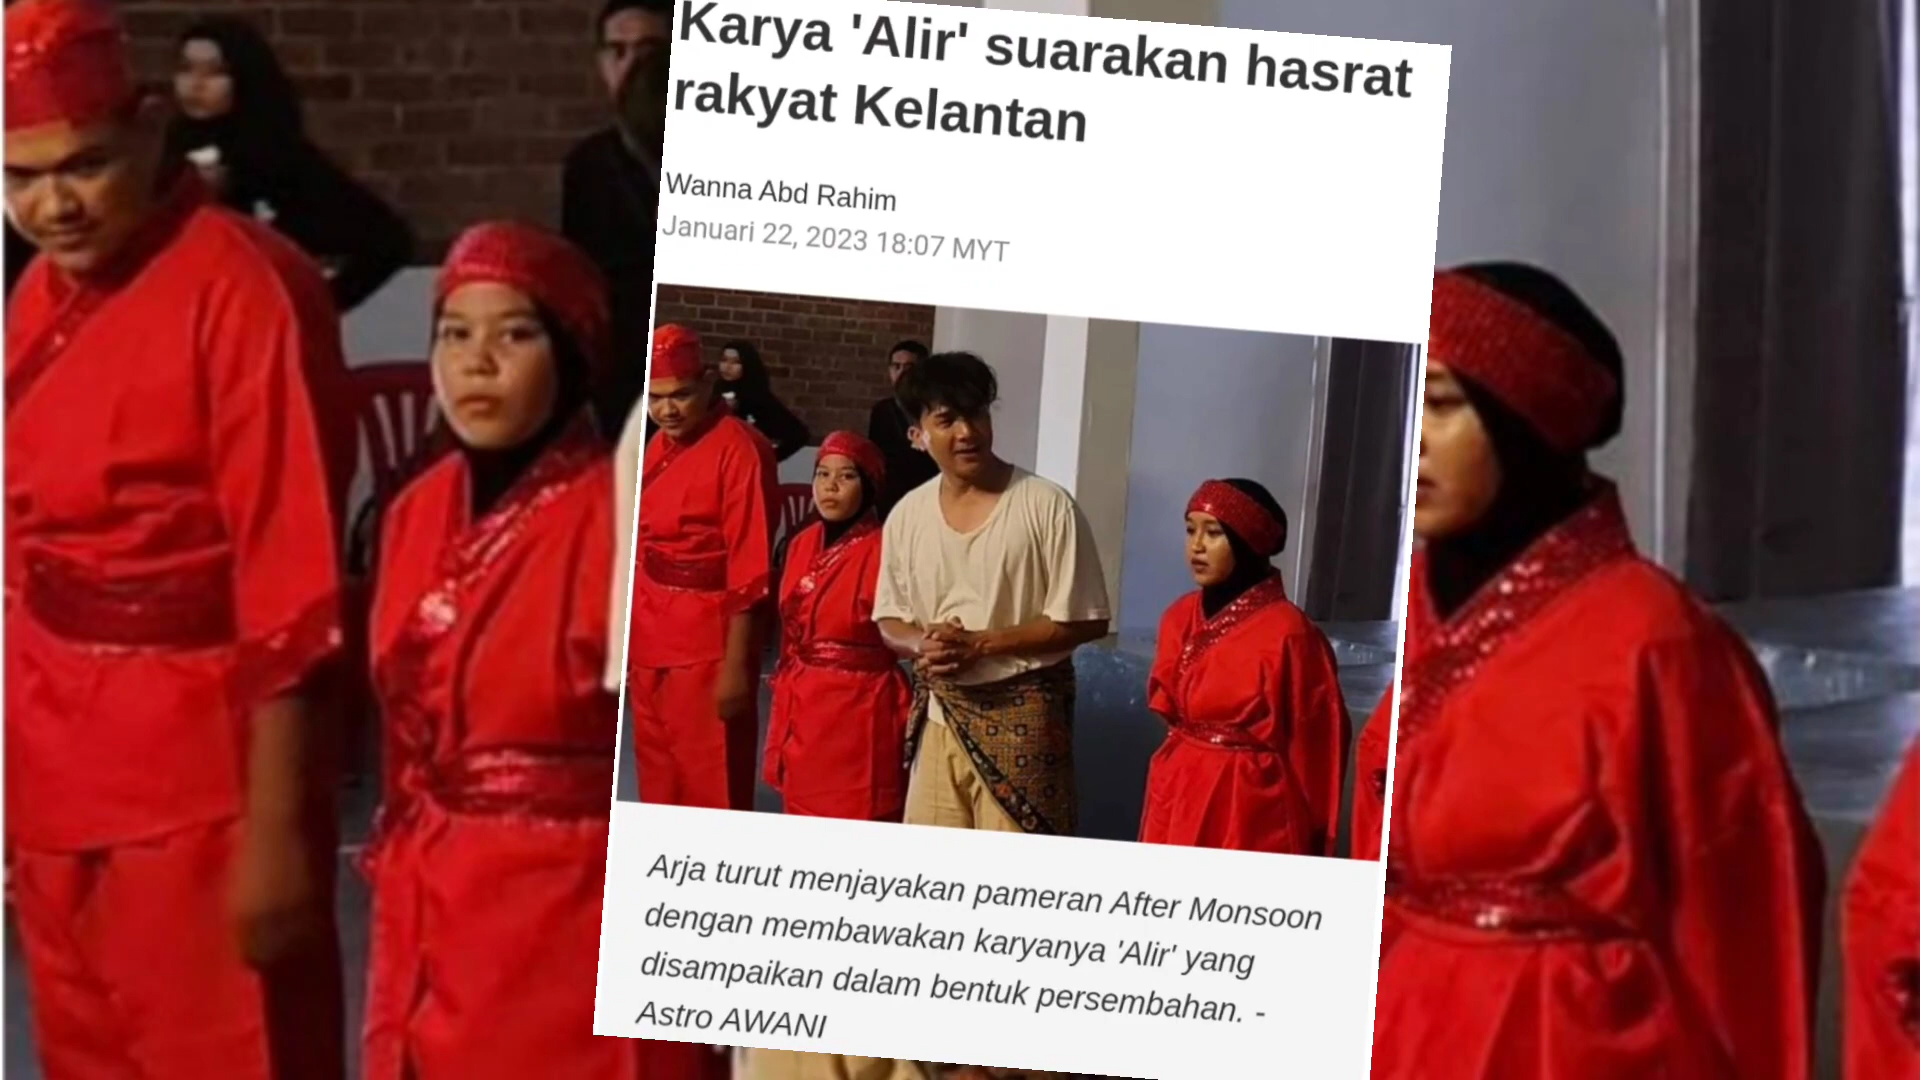 Karya 'Alir' suarakan hasrat
rakyat Kelantan
Wanna Abd Rahim
Januari 22, 2023 18:07 MYT
Arja turut menjayakan pameran After Monsoon
dengan membawakan karyanya 'Alir' yang
disampaikan dalam bentuk persembahan. -
Astro AWANI